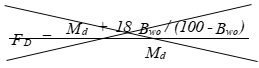 F_D = M_d + 18 B_wo / (100 - B_wo)
M_d